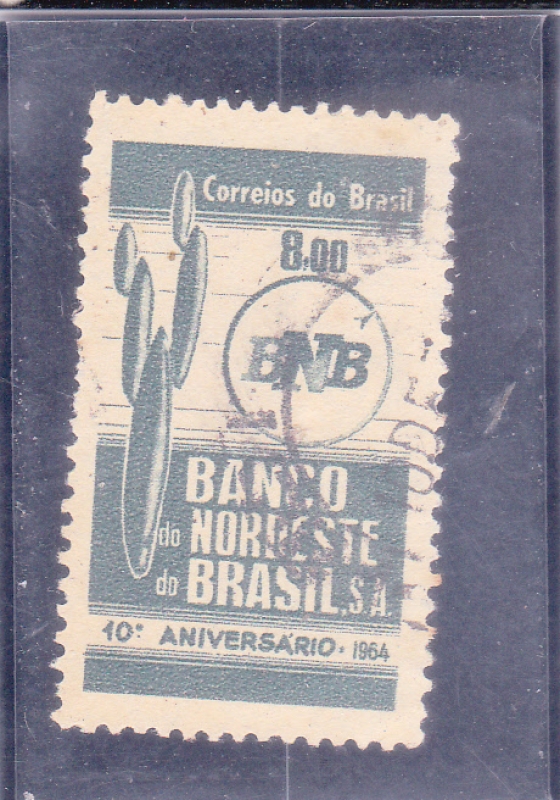 Correios do Brasil
8.00
BNB
BANCO
do NORDESTE
do BRASIL, S.A.
10º ANIVERSÁRIO. 1964